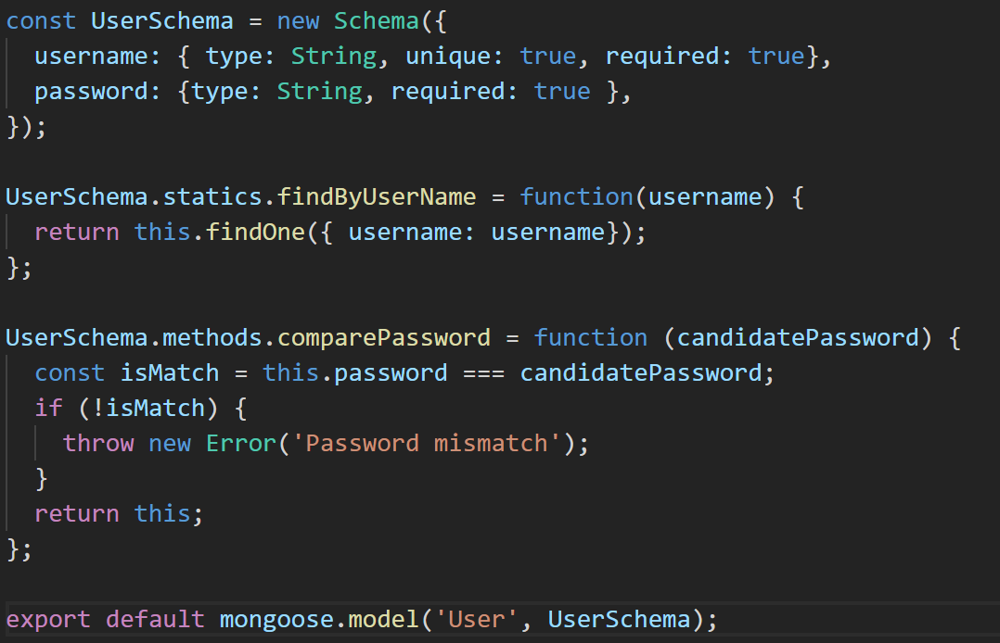 const UserSchema = new Schema({
  username: { type: String, unique: true, required: true},
  password: {type: String, required: true },
});

UserSchema.statics.findByUserName = function(username) {
  return this.findOne({ username: username});
};

UserSchema.methods.comparePassword = function (candidatePassword) {
  const isMatch = this.password === candidatePassword;
  if (!isMatch) {
    throw new Error('Password mismatch');
  }
  return this;
};

export default mongoose.model('User', UserSchema);